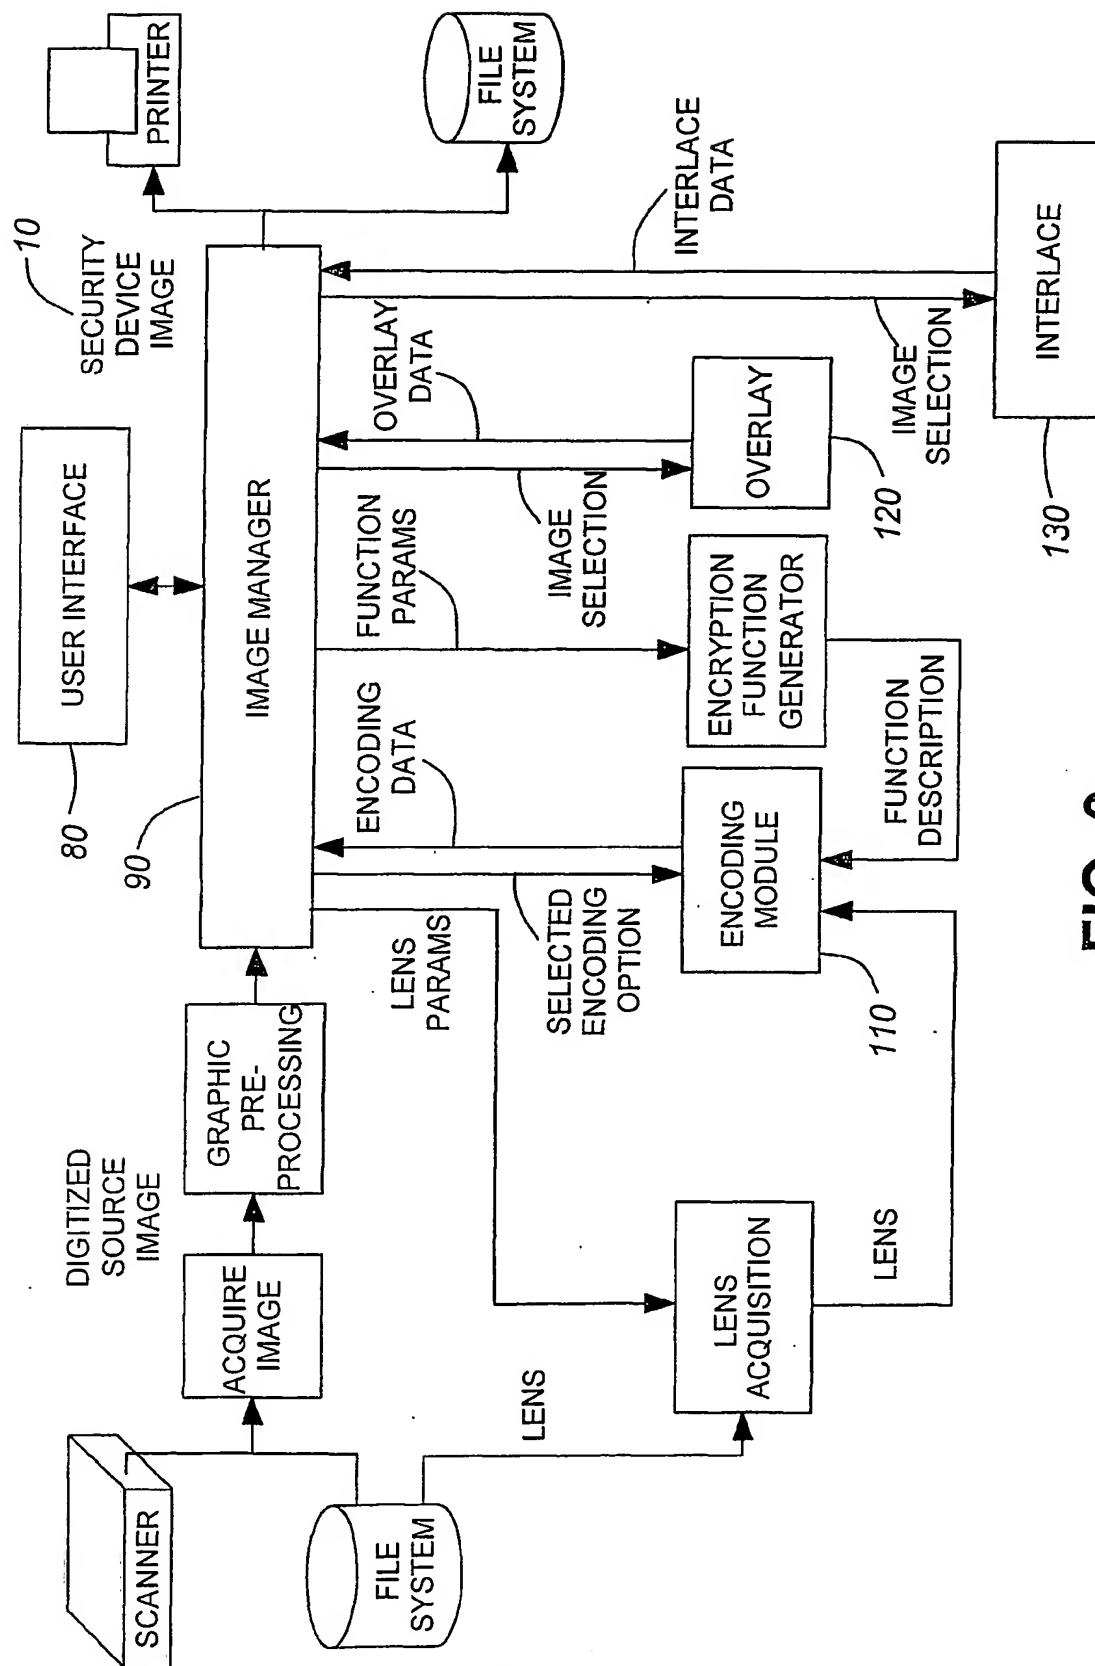 SCANNER
FILE
SYSTEM
ACQUIRE
IMAGE
DIGITIZED
SOURCE
IMAGE
GRAPHIC
PRE-
PROCESSING
USER INTERFACE
80
90
IMAGE MANAGER
10
SECURITY
DEVICE
IMAGE
PRINTER
FILE
SYSTEM
LENS
LENS
PARAMS
SELECTED
ENCODING
OPTION
ENCODING
DATA
FUNCTION
PARAMS
IMAGE
SELECTION
OVERLAY
DATA
IMAGE
SELECTION
INTERLACE
DATA
LENS
ACQUISITION
LENS
ENCODING
MODULE
110
ENCRYPTION
FUNCTION
GENERATOR
FUNCTION
DESCRIPTION
OVERLAY
120
INTERLACE
130